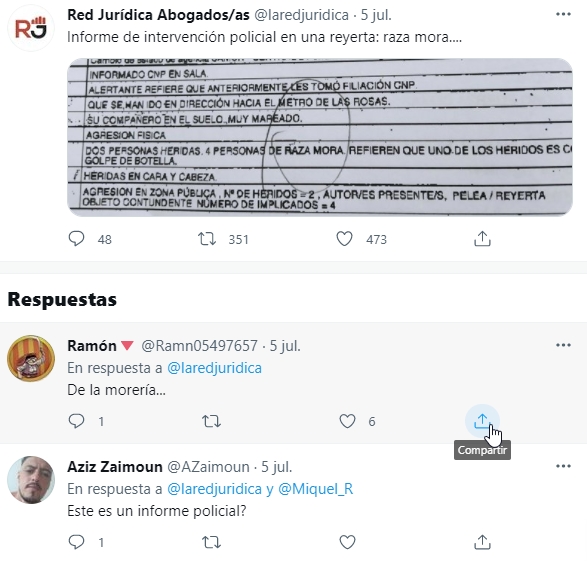 Red Jurídica Abogados/as @laredjuridica · 5 jul.
Informe de intervención policial en una reyerta: raza mora....
INFORMADO CNP EN SALA.
ALERTANTE REFIERE QUE ANTERIORMENTE LES TOMÓ FILIACIÓN CNP
QUE SE HAN IDO EN DIRECCIÓN HACIA EL METRO DE LAS ROSAS.
SU COMPAÑERO EN EL SUELO, MUY MAREADO.
AGRESION FISICA
DOS PERSONAS HERIDAS. 4 PERSONAS DE RAZA MORA, REFIEREN QUE UNO DE LOS HERIDOS ES
GOLPE DE BOTELLA.
HERIDAS EN CARA Y CABEZA.
AGRESION EN ZONA PÚBLICA, Nº DE HERIDOS = 2, AUTOR/ES PRESENTE/S, PELEA / REYERTA
OBJETO CONTUNDENTE NÚMERO DE IMPLICADOS = 4
48 351 473
Respuestas
Ramón @Ramn05497657 · 5 jul.
En respuesta a @laredjuridica
De la morería...
1 6
Compartir
Aziz Zaimoun @AZaimoun · 5 jul.
En respuesta a @laredjuridica y @Miquel_R
Este es un informe policial?
1